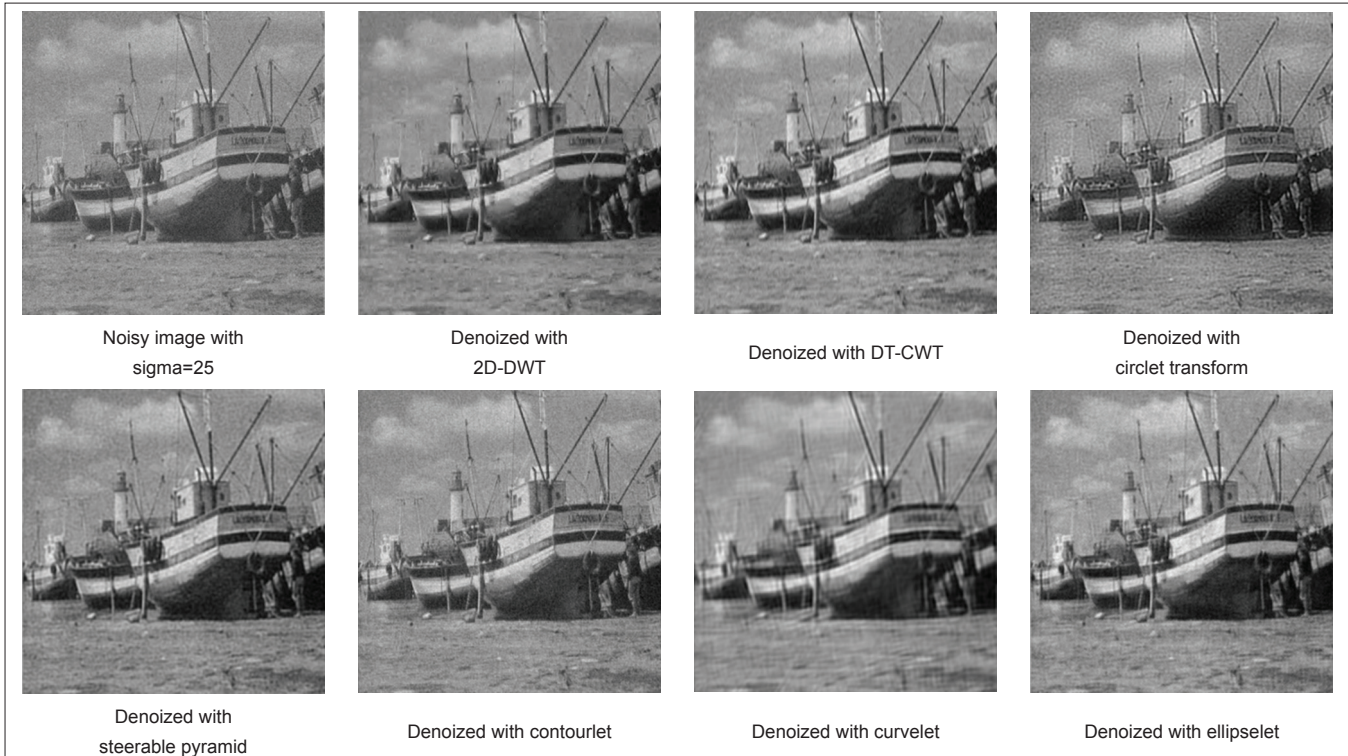 Noisy image with
sigma=25
Denoized with
2D-DWT
Denoized with DT-CWT
Denoized with
circlet transform
Denoized with
steerable pyramid
Denoized with contourlet
Denoized with curvelet
Denoized with ellipselet